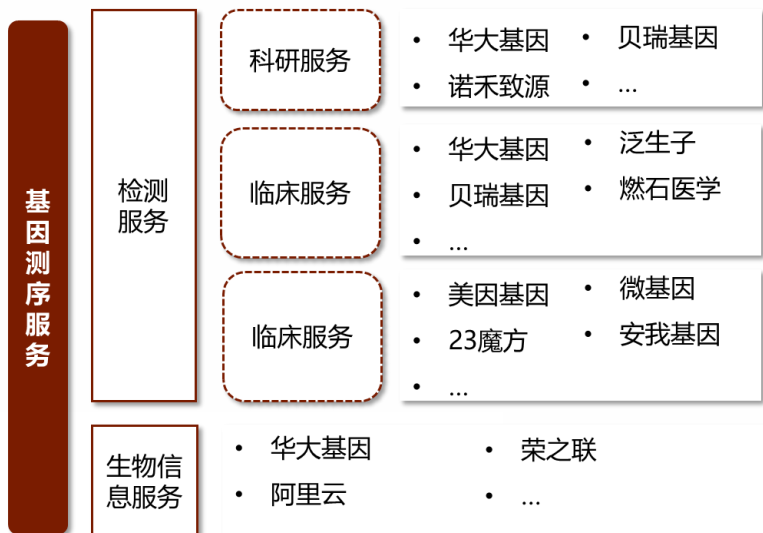 基因测序服务
检测
服务
科研服务
• 华大基因 • 贝瑞基因
• 诺禾致源 • ...
临床服务
• 华大基因 • 泛生子
• 贝瑞基因 • 燃石医学
• ...
临床服务
• 美因基因 • 微基因
• 23魔方 • 安我基因
• ...
生物信
息服务
• 华大基因 • 荣之联
• 阿里云 • ...